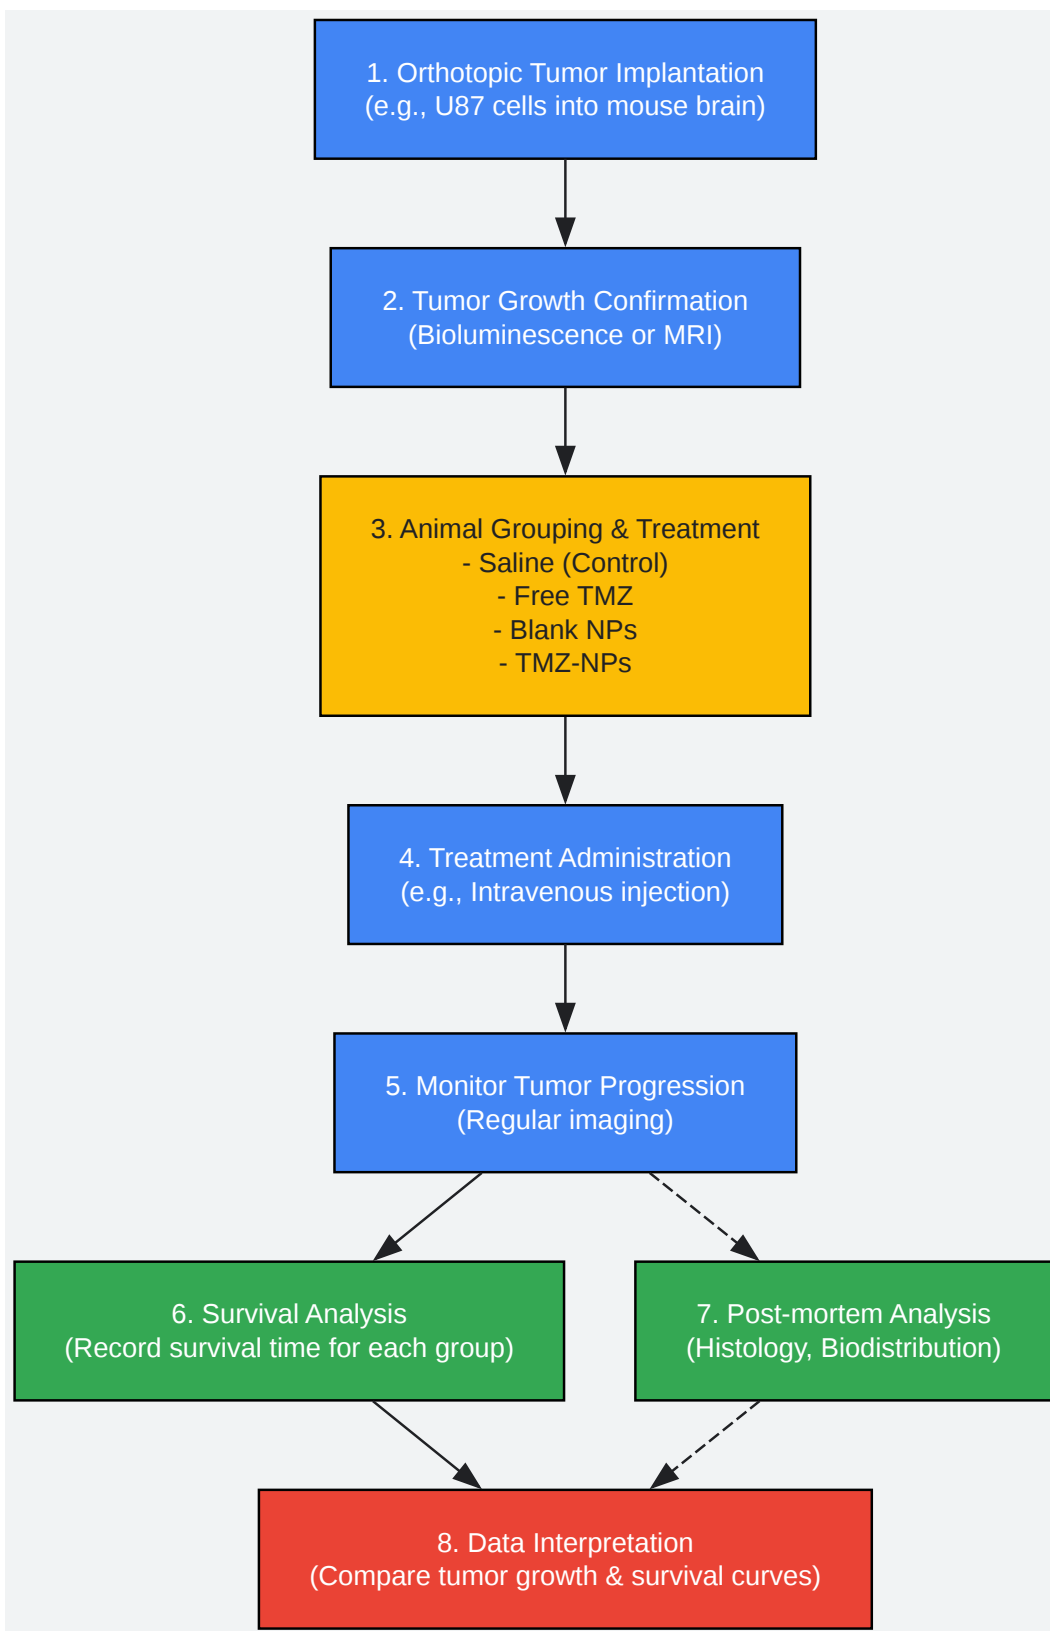 1. Orthotopic Tumor Implantation
(e.g., U87 cells into mouse brain)
2. Tumor Growth Confirmation
(Bioluminescence or MRI)
3. Animal Grouping & Treatment
- Saline (Control)
- Free TMZ
- Blank NPs
- TMZ-NPs
4. Treatment Administration
(e.g., Intravenous injection)
5. Monitor Tumor Progression
(Regular imaging)
6. Survival Analysis
(Record survival time for each group)
7. Post-mortem Analysis
(Histology, Biodistribution)
8. Data Interpretation
(Compare tumor growth & survival curves)